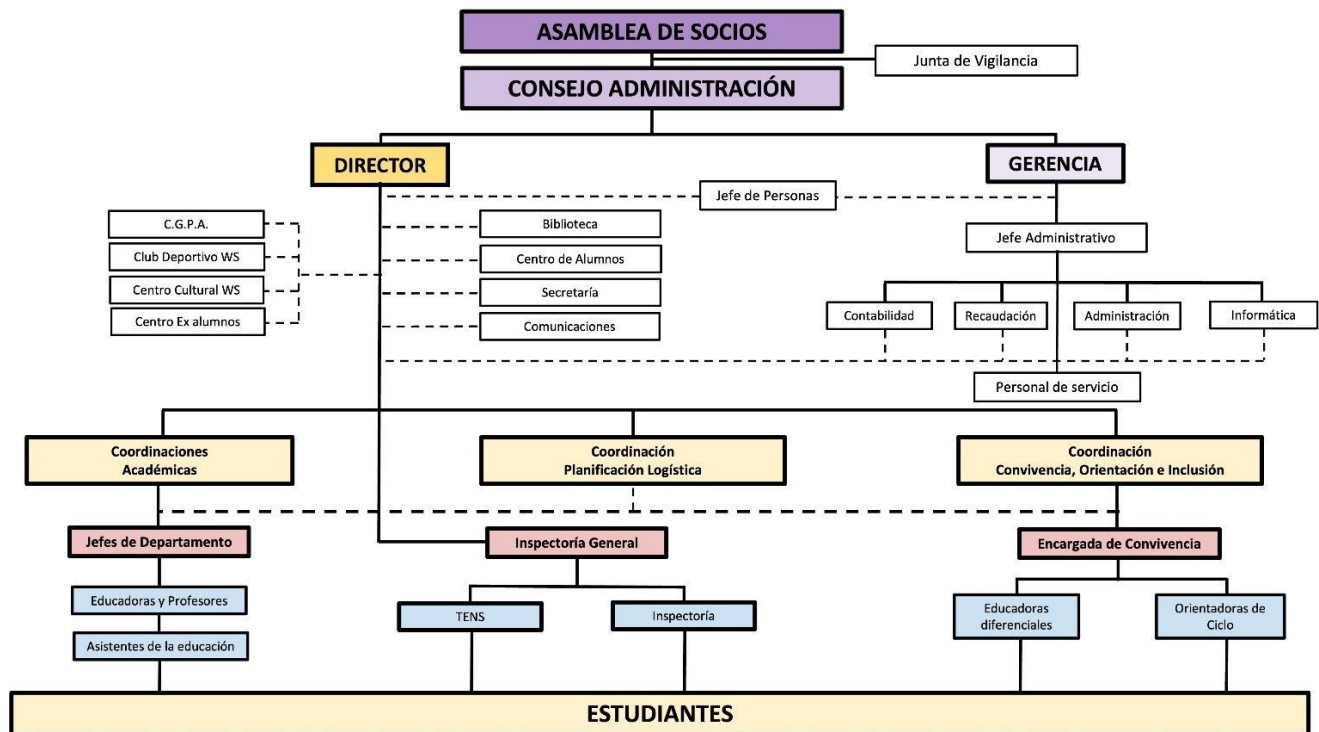 ASAMBLEA DE SOCIOS
Junta de Vigilancia
CONSEJO ADMINISTRACIÓN
DIRECTOR
GERENCIA
Jefe de Personas
C.G.P.A.
Club Deportivo WS
Centro Cultural WS
Centro Ex alumnos
Biblioteca
Centro de Alumnos
Secretaría
Comunicaciones
Jefe Administrativo
Contabilidad
Recaudación
Administración
Informática
Personal de servicio
Coordinaciones
Académicas
Coordinación
Planificación Logística
Coordinación
Convivencia, Orientación e Inclusión
Jefes de Departamento
Inspectoría General
Encargada de Convivencia
Educadoras y Profesores
Asistentes de la educación
TENS
Inspectoría
Educadoras
diferenciales
Orientadoras de
Ciclo
ESTUDIANTES